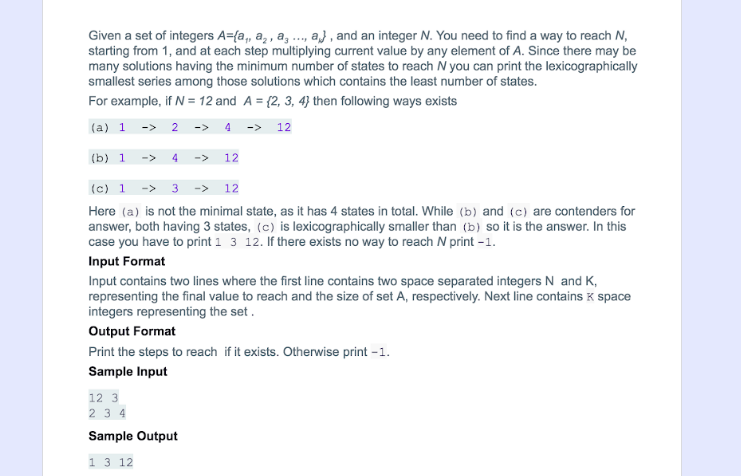 Given a set of integers A={a₁, a₂ , a₃ ..., aₖ} , and an integer N. You need to find a way to reach N,
starting from 1, and at each step multiplying current value by any element of A. Since there may be
many solutions having the minimum number of states to reach N you can print the lexicographically
smallest series among those solutions which contains the least number of states.
For example, if N = 12 and A = {2, 3, 4} then following ways exists
(a) 1 -> 2 -> 4 -> 12
(b) 1 -> 4 -> 12
(c) 1 -> 3 -> 12
Here (a) is not the minimal state, as it has 4 states in total. While (b) and (c) are contenders for
answer, both having 3 states, (c) is lexicographically smaller than (b) so it is the answer. In this
case you have to print 1 3 12. If there exists no way to reach N print -1.
Input Format
Input contains two lines where the first line contains two space separated integers N and K,
representing the final value to reach and the size of set A, respectively. Next line contains K space
integers representing the set .
Output Format
Print the steps to reach if it exists. Otherwise print -1.
Sample Input
12 3
2 3 4
Sample Output
1 3 12